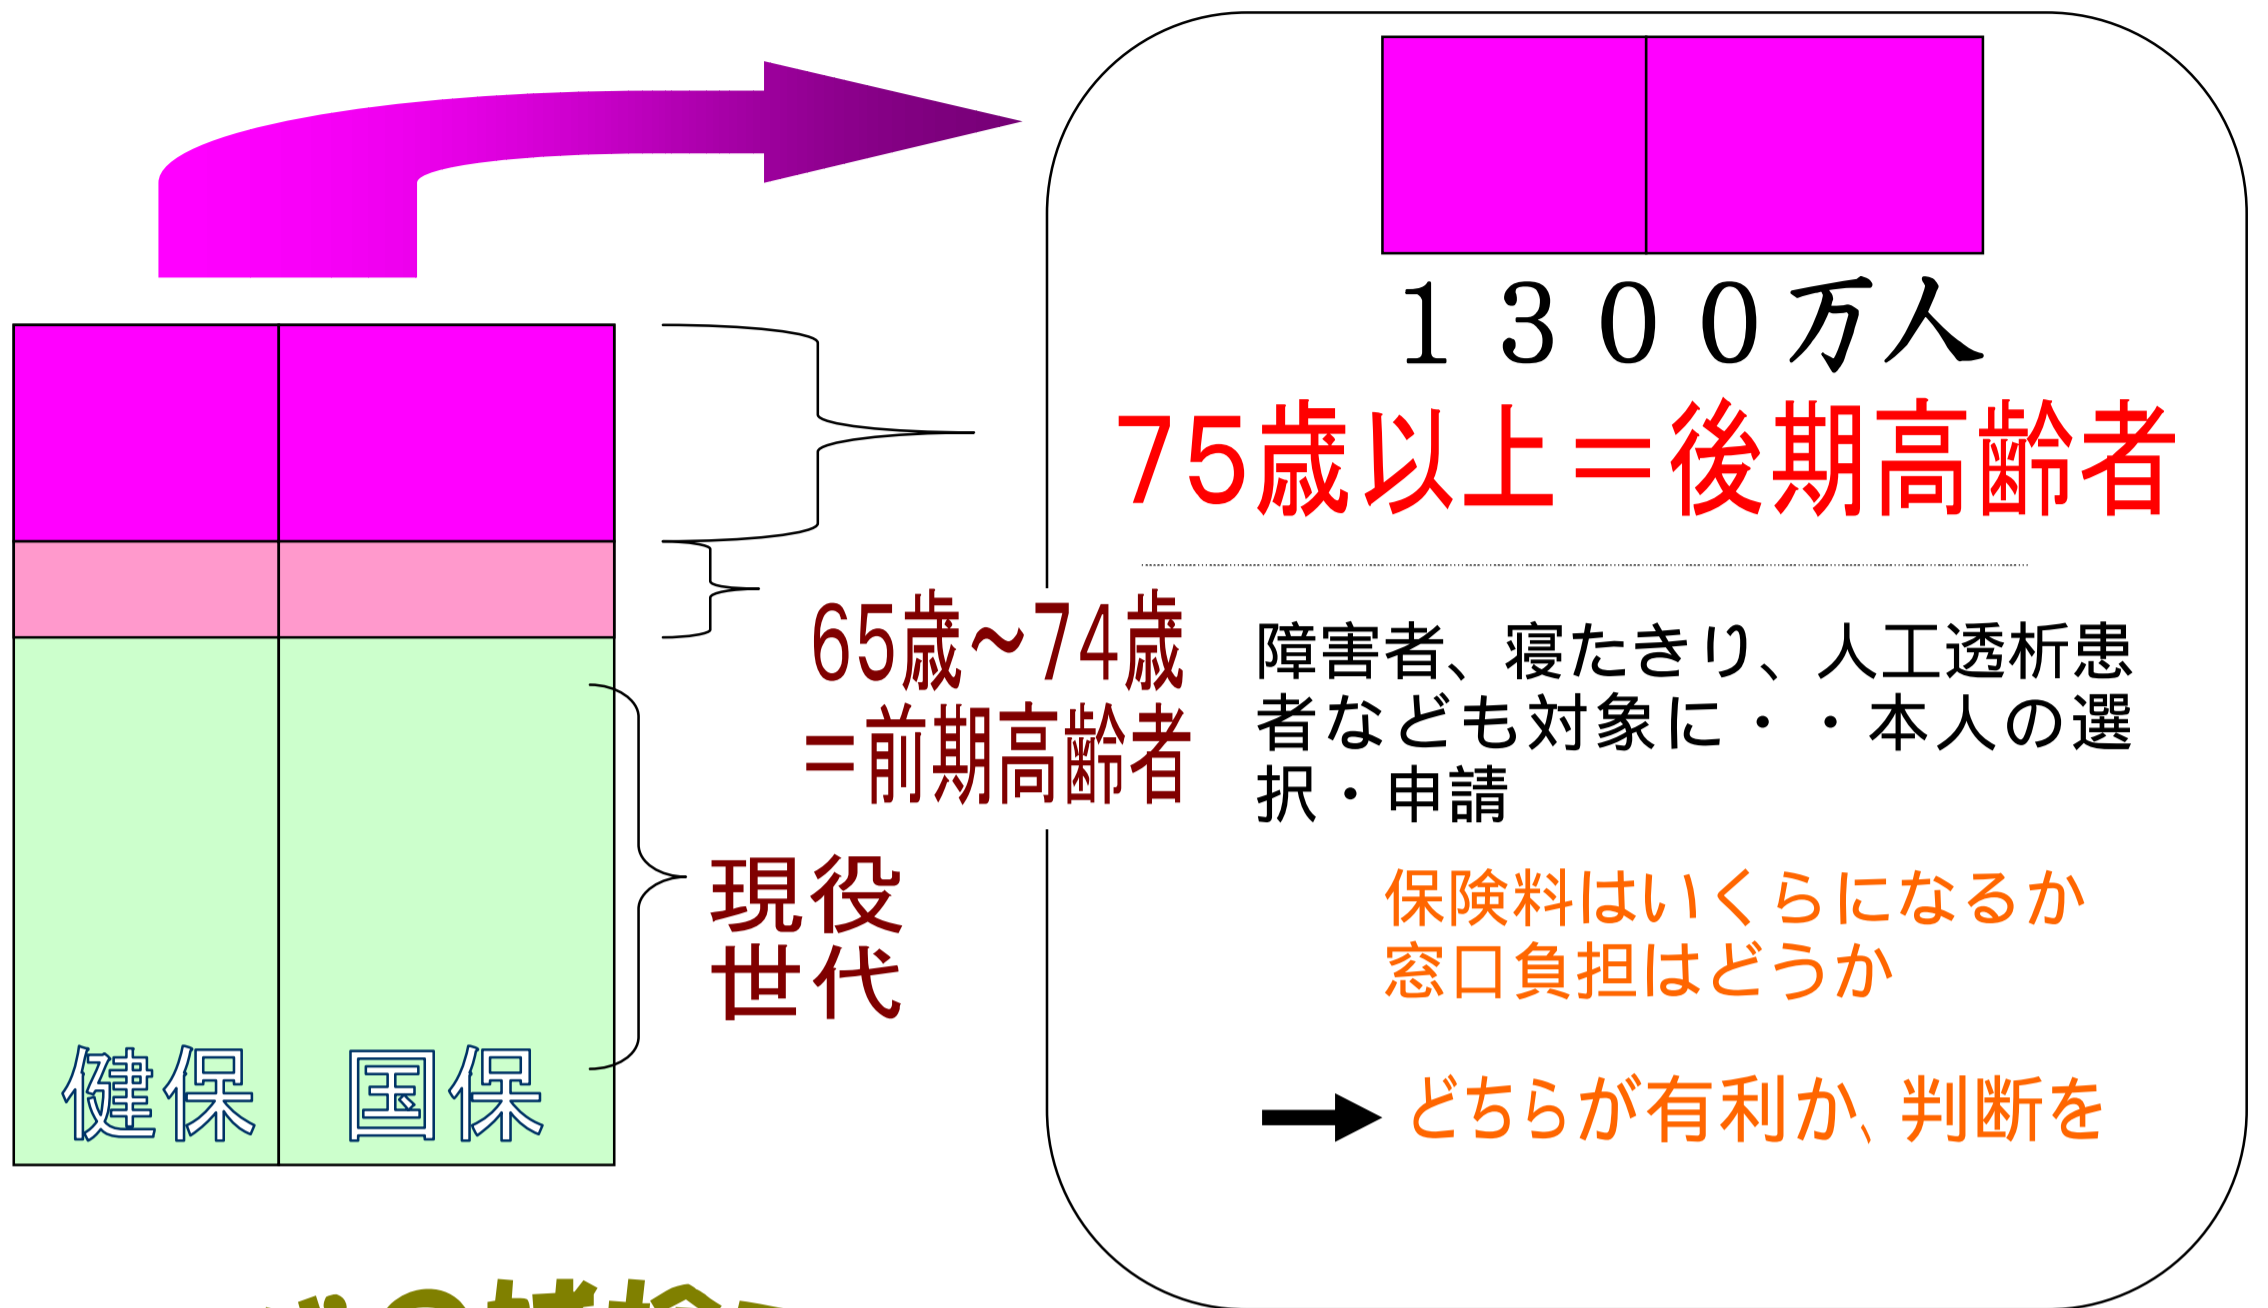 １３００万人
75歳以上＝後期高齢者
65歳～74歳
＝前期高齢者
障害者、寝たきり、人工透析患
者なども対象に・・本人の選
択・申請
現役
世代
保険料はいくらになるか
窓口負担はどうか
どちらが有利か、判断を
健保
国保